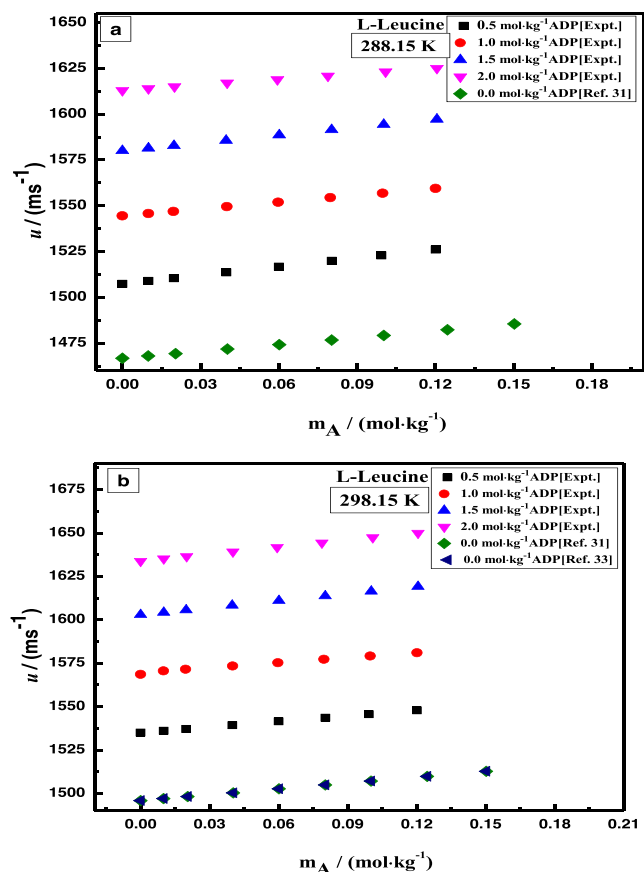 a
L-Leucine
288.15 K
0.5 mol·kg⁻¹ADP[Expt.]
1.0 mol·kg⁻¹ADP[Expt.]
1.5 mol·kg⁻¹ADP[Expt.]
2.0 mol·kg⁻¹ADP[Expt.]
0.0 mol·kg⁻¹ADP[Ref. 31]
1650
1625
1600
1575
1550
1525
1500
1475
u / (ms⁻¹)
0.00 0.03 0.06 0.09 0.12 0.15 0.18
m_A / (mol·kg⁻¹)
b
L-Leucine
298.15 K
0.5 mol·kg⁻¹ADP[Expt.]
1.0 mol·kg⁻¹ADP[Expt.]
1.5 mol·kg⁻¹ADP[Expt.]
2.0 mol·kg⁻¹ADP[Expt.]
0.0 mol·kg⁻¹ADP[Ref. 31]
0.0 mol·kg⁻¹ADP[Ref. 33]
1675
1650
1625
1600
1575
1550
1525
1500
u / (ms⁻¹)
0.00 0.03 0.06 0.09 0.12 0.15 0.18 0.21
m_A / (mol·kg⁻¹)